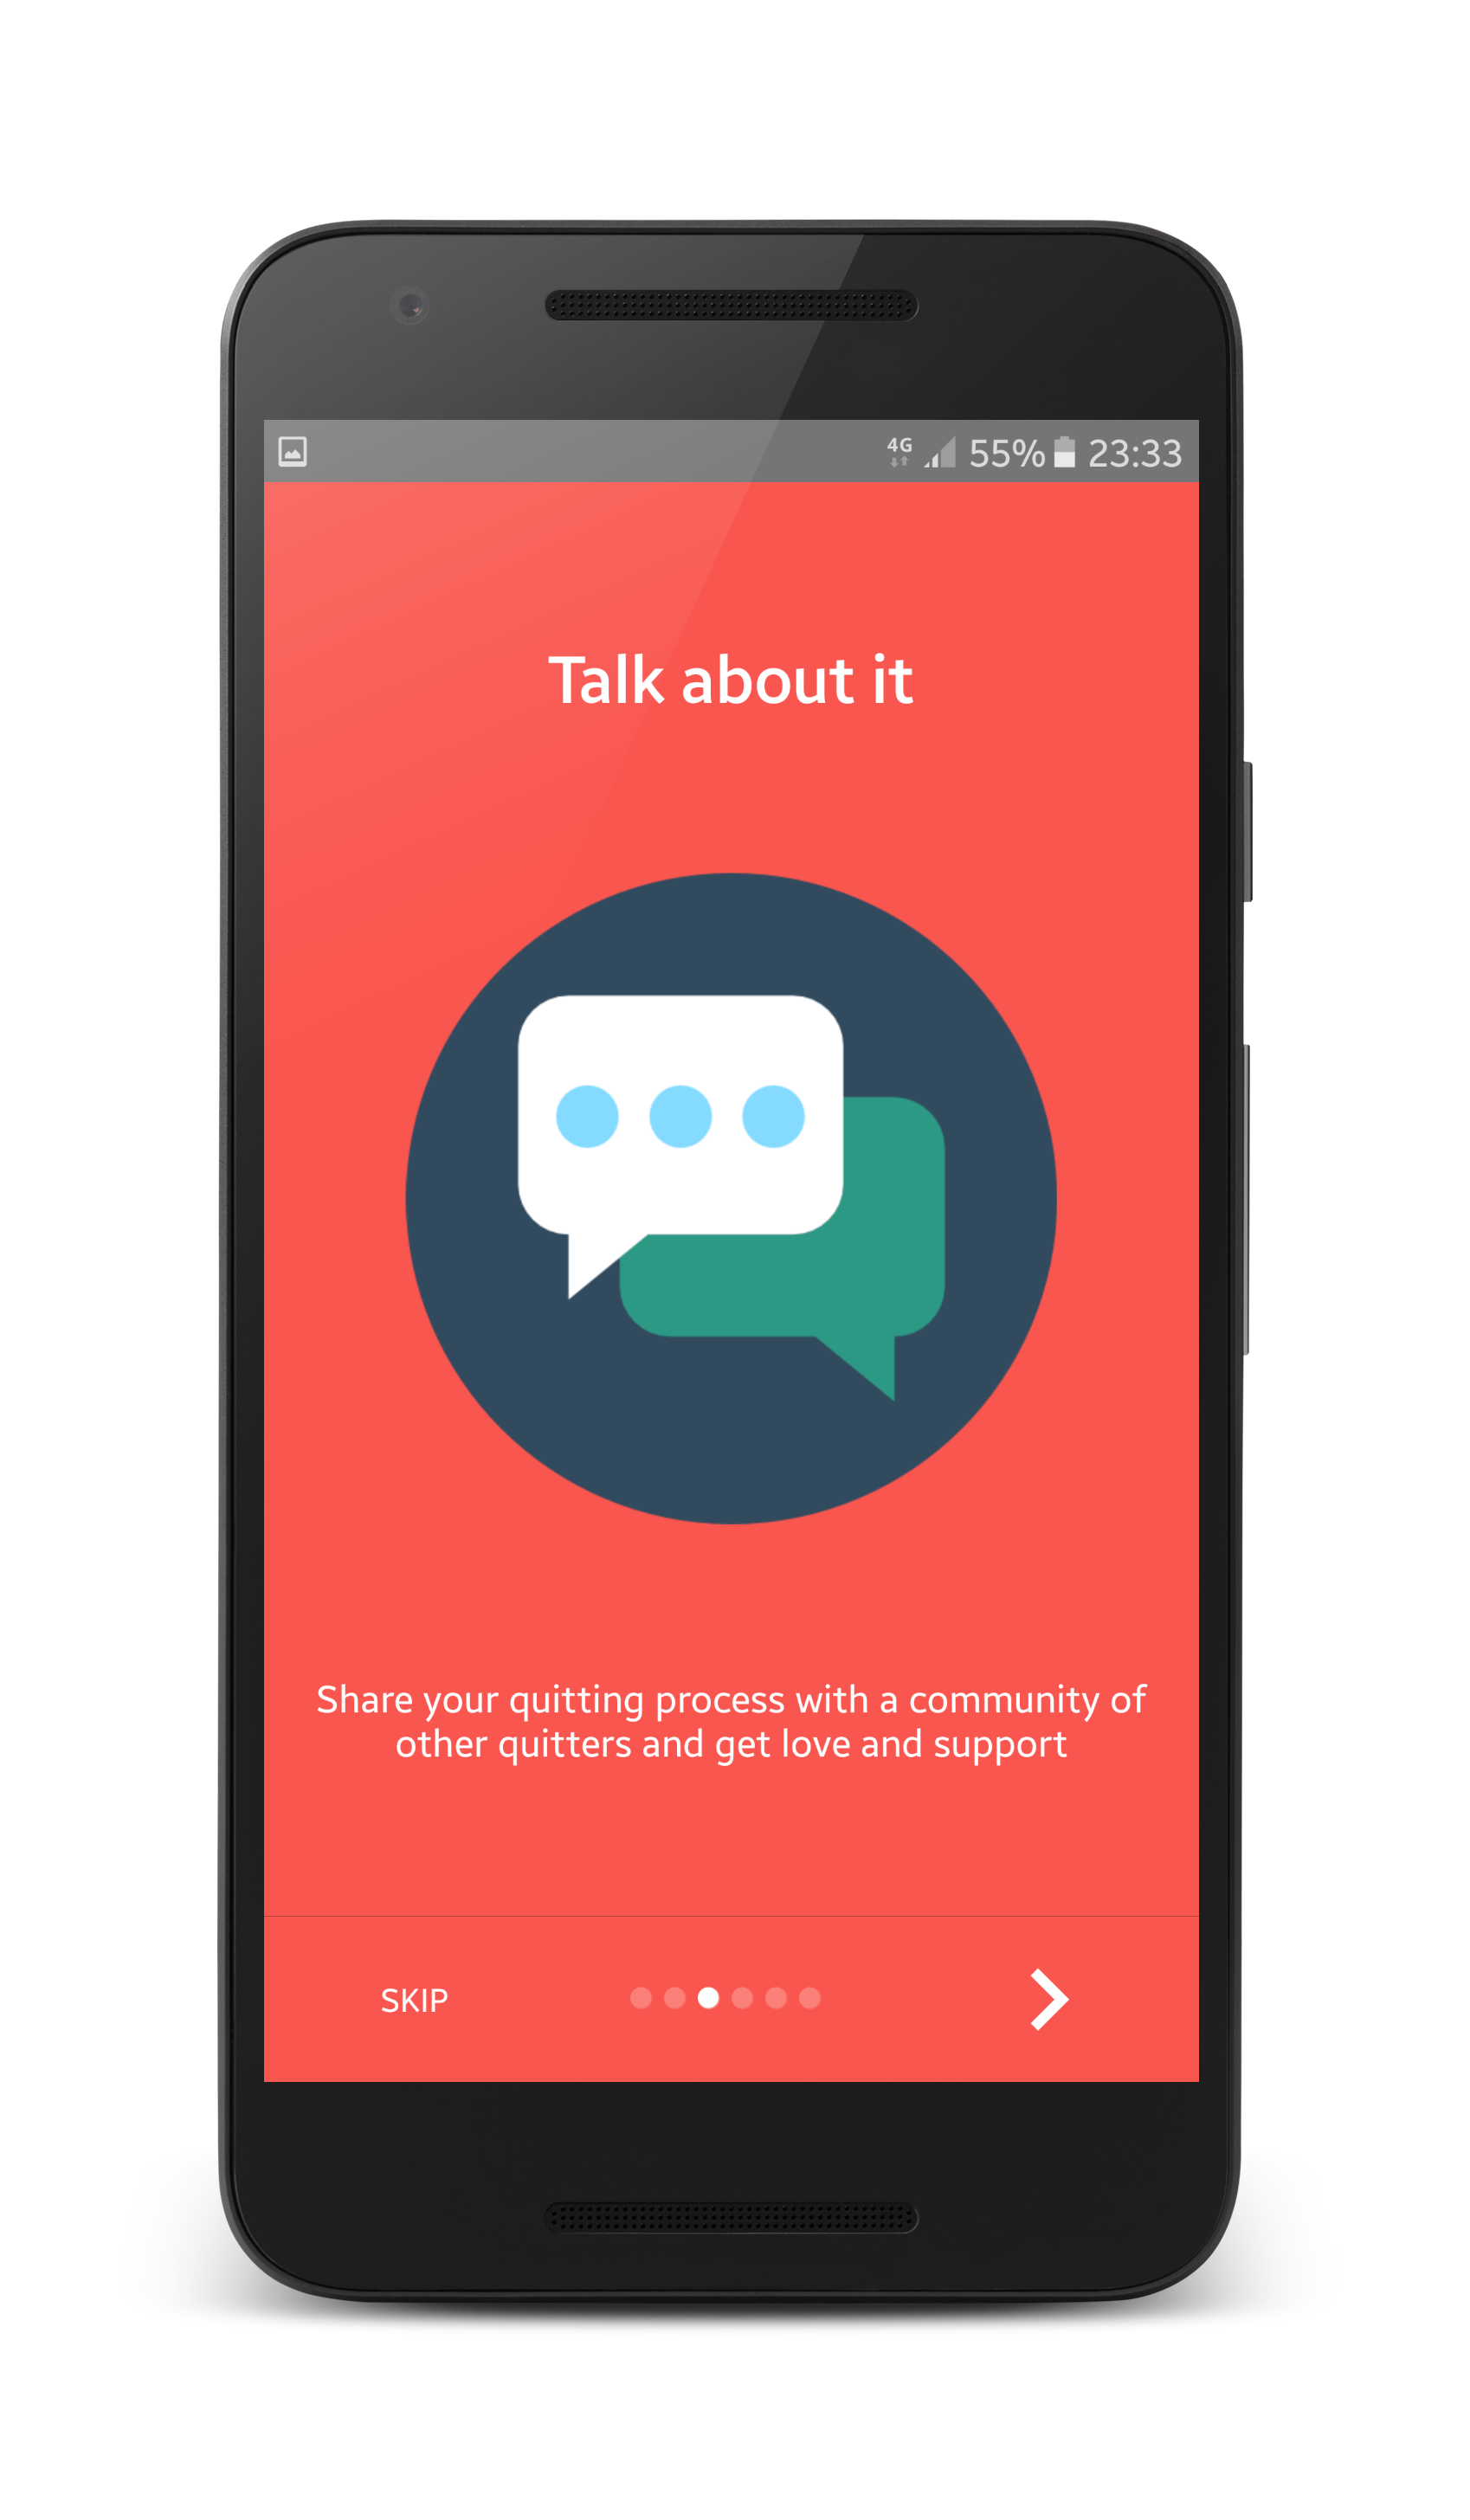 4G 55% 23:33
Talk about it
Share your quitting process with a community of
other quitters and get love and support
SKIP